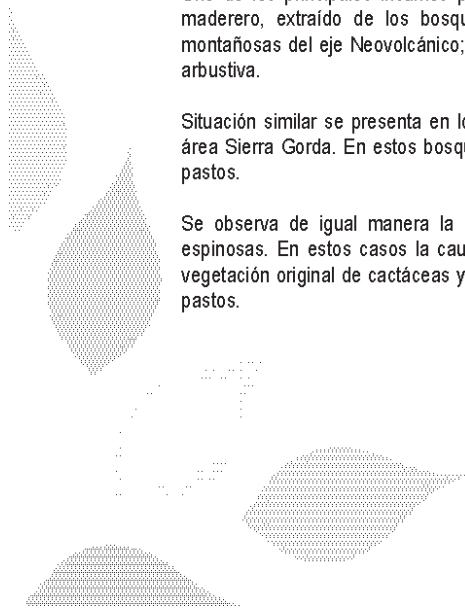 maderero, extraído de los bosqu
montañosas del eje Neovolcánico;
arbustiva.
Situación similar se presenta en lo
área Sierra Gorda. En estos bosqu
pastos.
Se observa de igual manera la
espinosas. En estos casos la cau
vegetación original de cactáceas y
pastos.